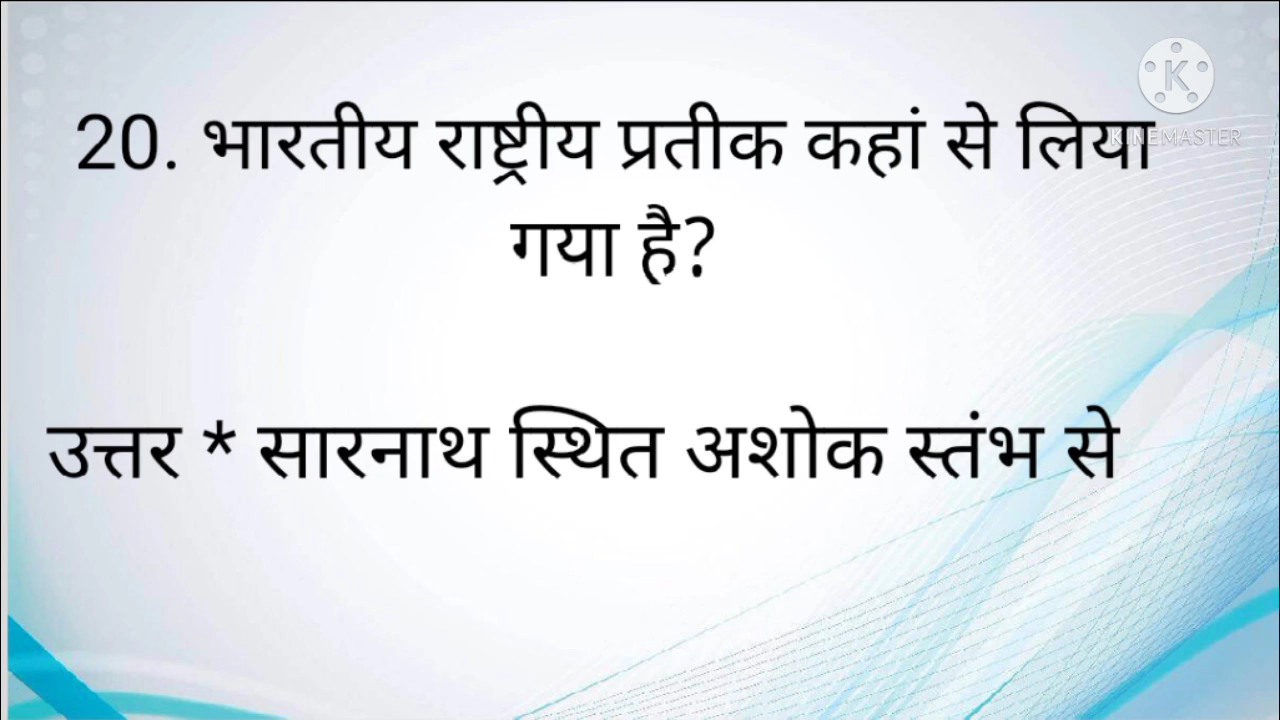 K
KINEMASTER
20. भारतीय राष्ट्रीय प्रतीक कहां से लिया
गया है?
उत्तर * सारनाथ स्थित अशोक स्तंभ से